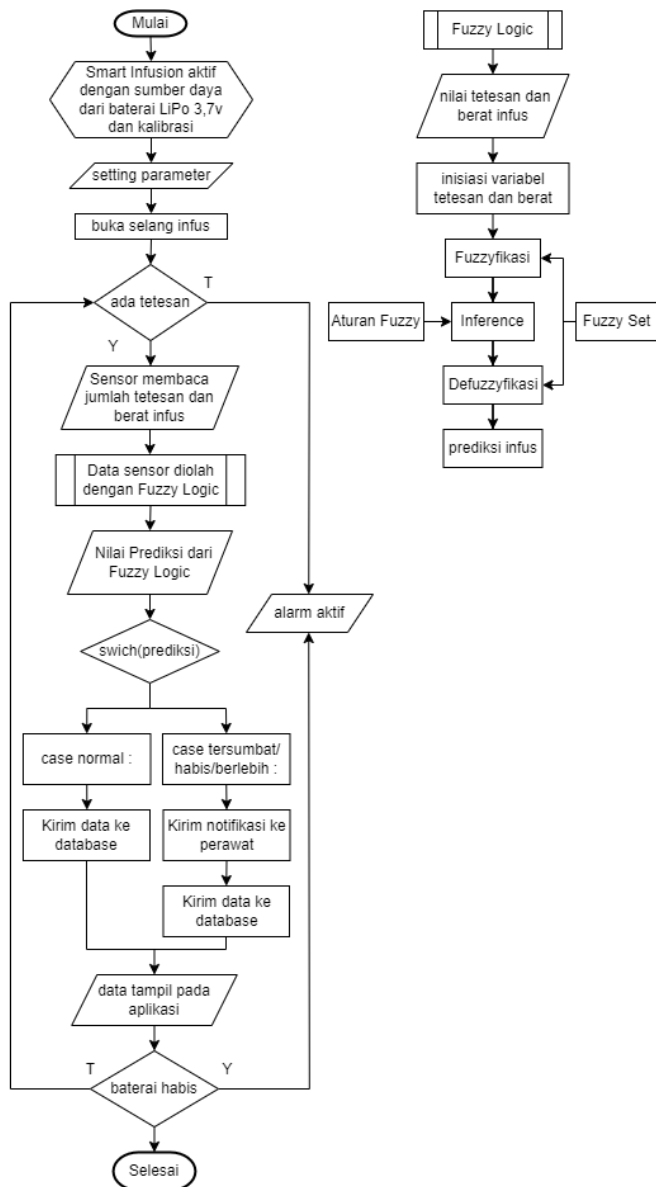 Mulai
Smart Infusion aktif
dengan sumber daya
dari baterai LiPo 3,7v
dan kalibrasi
setting parameter
buka selang infus
ada tetesan
T
Y
Sensor membaca
jumlah tetesan dan
berat infus
Data sensor diolah
dengan Fuzzy Logic
Nilai Prediksi dari
Fuzzy Logic
alarm aktif
swich(prediksi)
case normal :
case tersumbat/
habis/berlebih :
Kirim data ke
database
Kirim notifikasi ke
perawat
Kirim data ke
database
data tampil pada
aplikasi
T
baterai habis
Y
Selesai
Fuzzy Logic
nilai tetesan dan
berat infus
inisiasi variabel
tetesan dan berat
Fuzzyfikasi
Aturan Fuzzy
Inference
Fuzzy Set
Defuzzyfikasi
prediksi infus